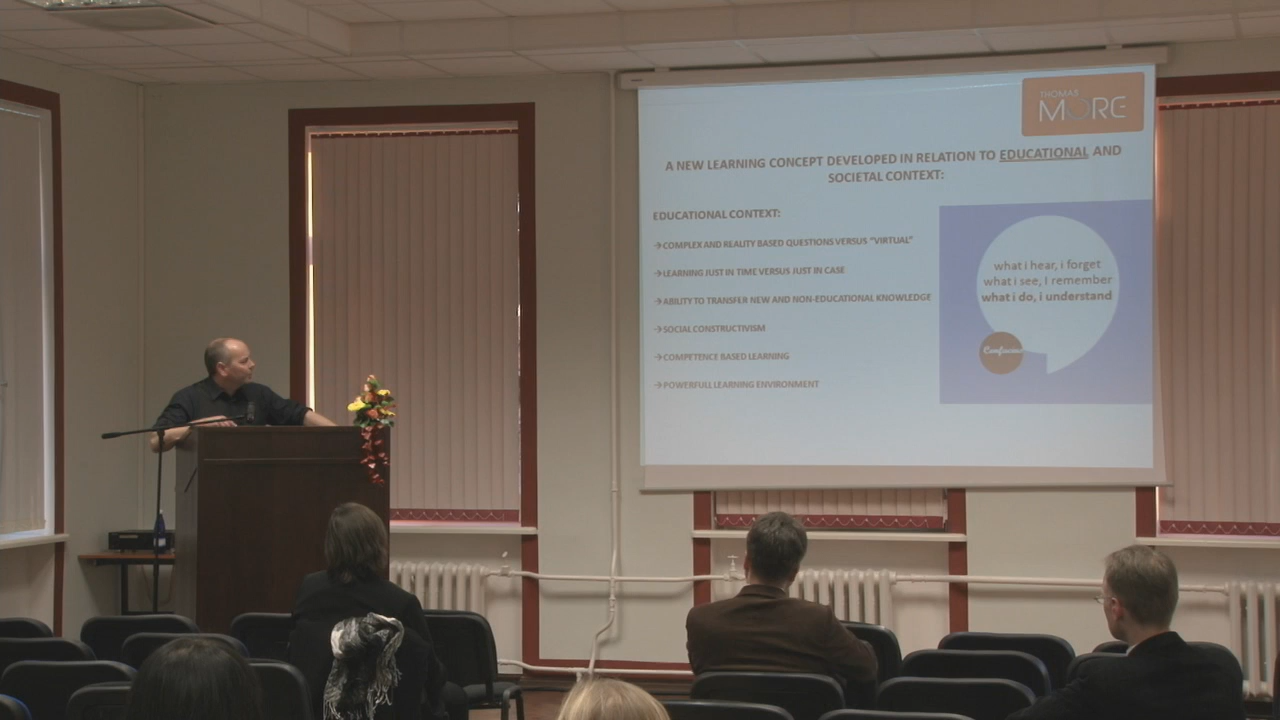 THOMAS
MORE
A NEW LEARNING CONCEPT DEVELOPED IN RELATION TO EDUCATIONAL AND
SOCIETAL CONTEXT:
EDUCATIONAL CONTEXT:
→COMPLEX AND REALITY BASED QUESTIONS VERSUS "VIRTUAL"
→LEARNING JUST IN TIME VERSUS JUST IN CASE
→ABILITY TO TRANSFER NEW AND NON-EDUCATIONAL KNOWLEDGE
→SOCIAL CONSTRUCTIVISM
→COMPETENCE BASED LEARNING
→POWERFULL LEARNING ENVIRONMENT
what i hear, i forget
what i see, I remember
what i do, i understand
Confucius